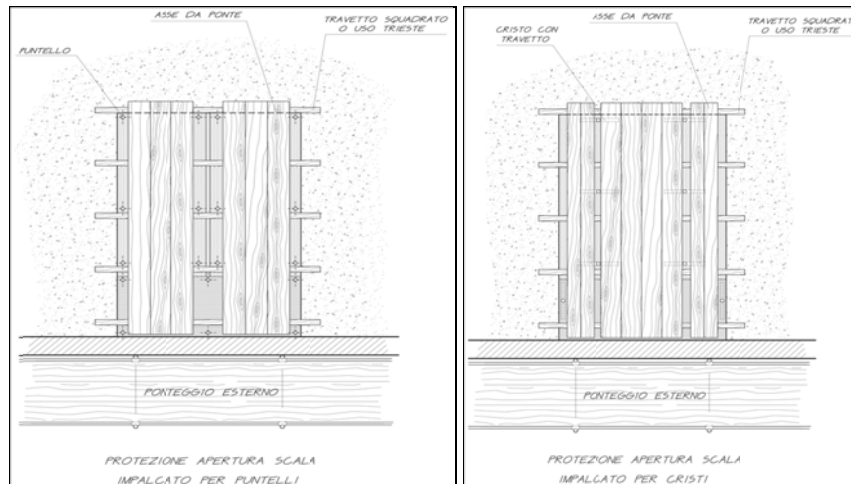 ASSE DA PONTE
TRAVETTO SQUADRATO
O USO TRIESTE
PUNTELLO
PONTEGGIO ESTERNO
PROTEZIONE APERTURA SCALA
IMPALCATO PER PUNTELLI
ASSE DA PONTE
CRISTO CON
TRAVETTO
TRAVETTO SQUADRATO
O USO TRIESTE
PONTEGGIO ESTERNO
PROTEZIONE APERTURA SCALA
IMPALCATO PER CRISTI